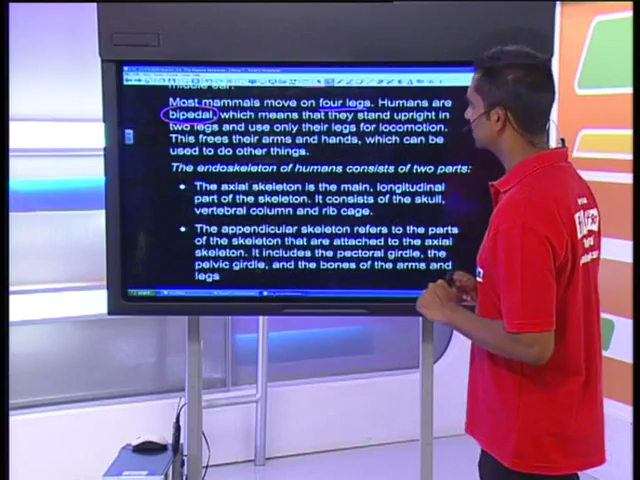 middle ear.
Most mammals move on four legs. Humans are
bipedal, which means that they stand upright in
two legs and use only their legs for locomotion.
This frees their arms and hands, which can be
used to do other things.
The endoskeleton of humans consists of two parts:
• The axial skeleton is the main, longitudinal
part of the skeleton. It consists of the skull,
vertebral column and rib cage.
• The appendicular skeleton refers to the parts
of the skeleton that are attached to the axial
skeleton. It includes the pectoral girdle, the
pelvic girdle, and the bones of the arms and
legs